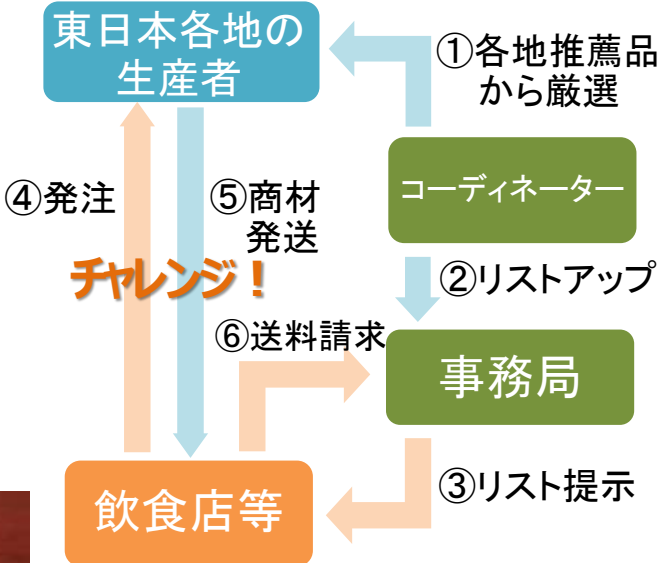 東日本各地の
生産者
①各地推薦品
から厳選
コーディネーター
④発注
⑤商材
発送
チャレンジ！
②リストアップ
⑥送料請求
事務局
③リスト提示
飲食店等